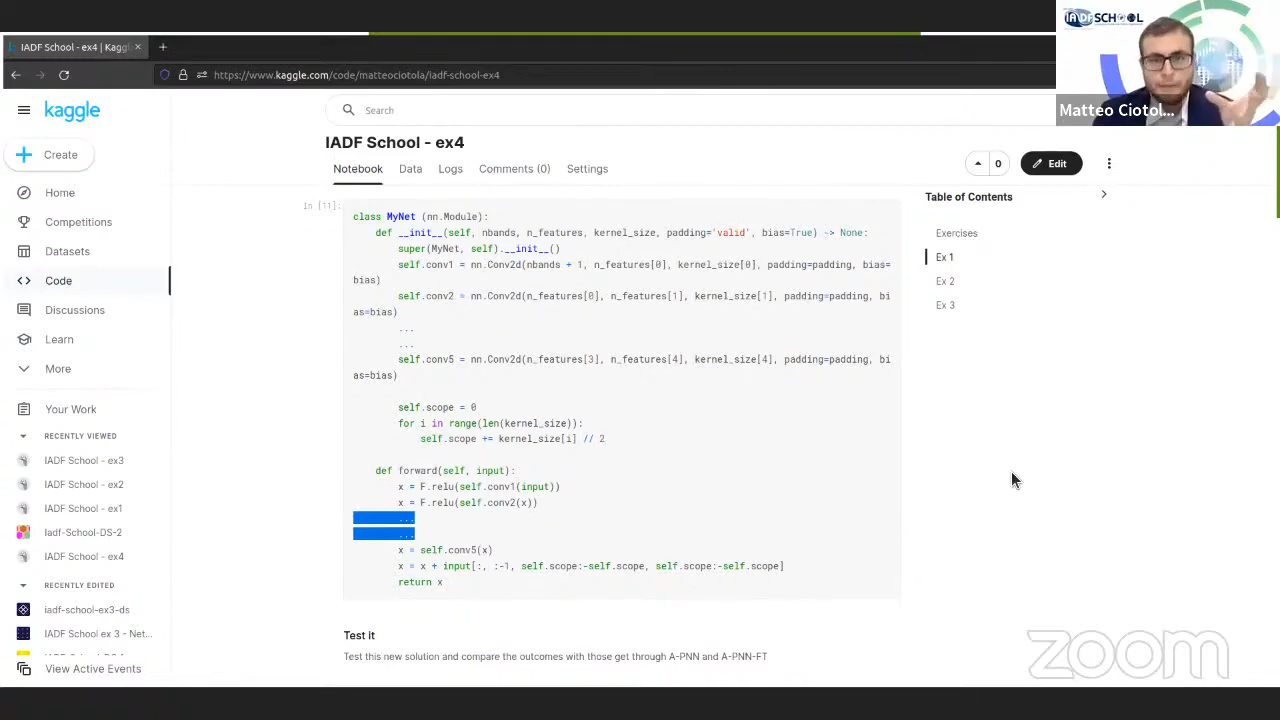 IADF School - ex4 | Kaggl
https://www.kaggle.com/code/matteociotola/iadf-school-ex4
IADF SCHOOL
Matteo Ciotol...
kaggle
Search
Create
Home
Competitions
Datasets
Code
Discussions
Learn
More
Your Work
RECENTLY VIEWED
IADF School - ex3
IADF School - ex2
IADF School - ex1
Iadf-School-DS-2
IADF School - ex4
RECENTLY EDITED
iadf-school-ex3-ds
IADF School ex 3 - Net...
View Active Events
IADF School - ex4
Notebook Data Logs Comments (0) Settings
0
Edit
In [11]:
class MyNet (nn.Module):
def __init__(self, nbands, n_features, kernel_size, padding='valid', bias=True) -> None:
super(MyNet, self).__init__()
self.conv1 = nn.Conv2d(nbands + 1, n_features[0], kernel_size[0], padding=padding, bias=
bias)
self.conv2 = nn.Conv2d(n_features[0], n_features[1], kernel_size[1], padding=padding, bi
as=bias)
...
...
self.conv5 = nn.Conv2d(n_features[3], n_features[4], kernel_size[4], padding=padding, bi
as=bias)
self.scope = 0
for i in range(len(kernel_size)):
self.scope += kernel_size[i] // 2
def forward(self, input):
x = F.relu(self.conv1(input))
x = F.relu(self.conv2(x))
...
...
x = self.conv5(x)
x = x + input[:, :-1, self.scope:-self.scope, self.scope:-self.scope]
return x
Test it
Test this new solution and compare the outcomes with those get through A-PNN and A-PNN-FT
Table of Contents
Exercises
Ex 1
Ex 2
Ex 3
zoom